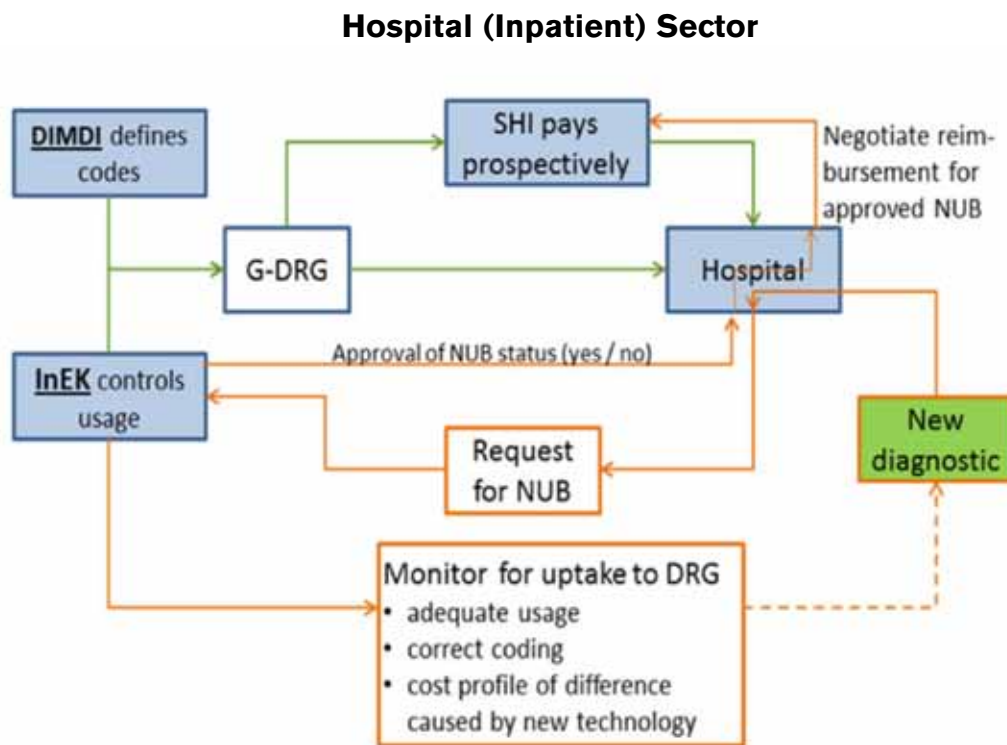 Hospital (Inpatient) Sector
DIMDI defines
codes
SHI pays
prospectively
Negotiate reim-
bursement for
approved NUB
G-DRG
Hospital
Approval of NUB status (yes / no)
InEK controls
usage
Request
for NUB
New
diagnostic
Monitor for uptake to DRG
• adequate usage
• correct coding
• cost profile of difference
caused by new technology